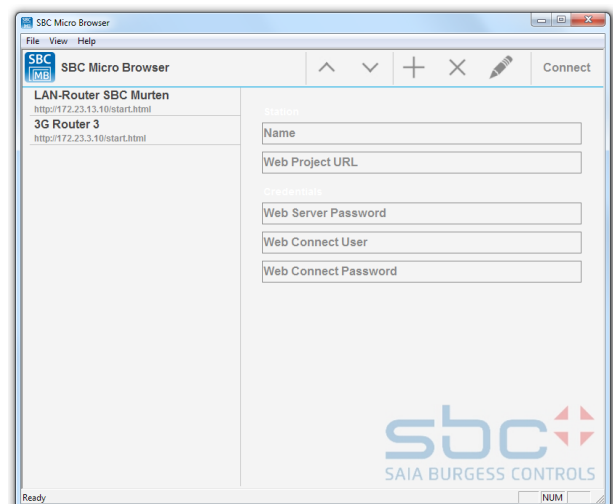 SBC Micro Browser
File View Help
SBC
MB
SBC Micro Browser
Connect
LAN-Router SBC Murten
http://172.23.13.10/start.html
3G Router 3
http://172.23.3.10/start.html
Station
Name
Web Project URL
Credentials
Web Server Password
Web Connect User
Web Connect Password
sbc
SAIA BURGESS CONTROLS
Ready
NUM